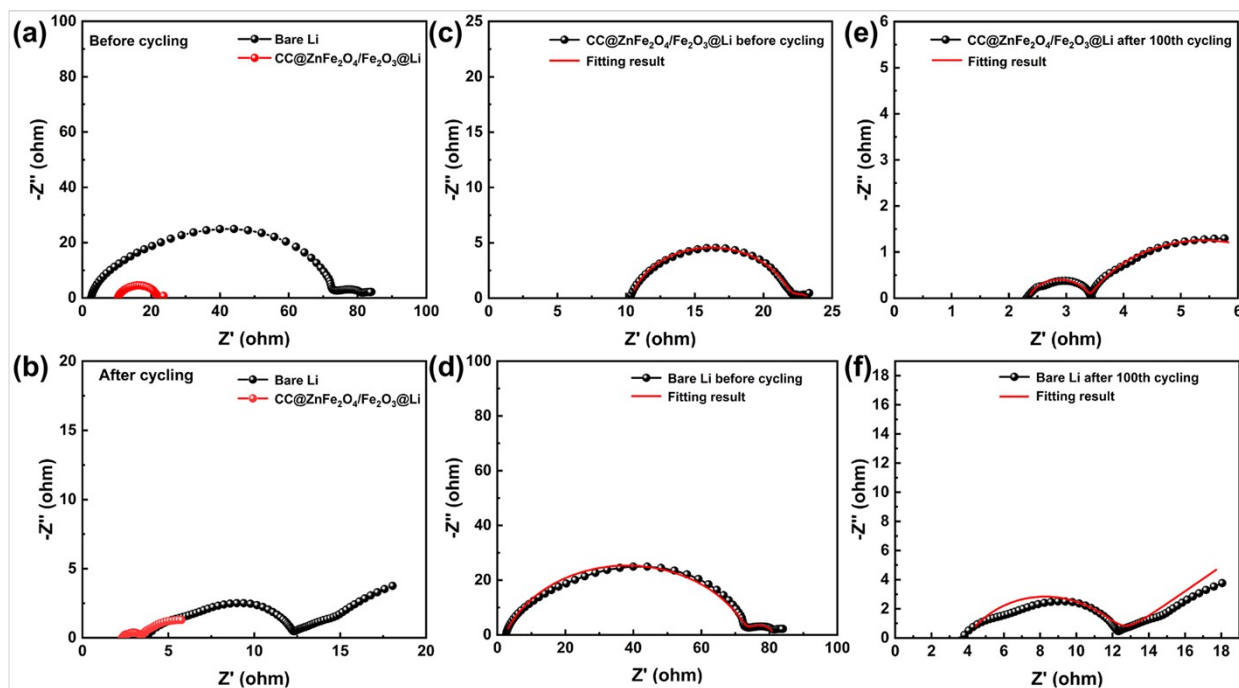 (a)
Before cycling
Bare Li
CC@ZnFe₂O₄/Fe₂O₃@Li
-Z'' (ohm)
100
80
60
40
20
0
0 20 40 60 80 100
Z' (ohm)
(c)
CC@ZnFe₂O₄/Fe₂O₃@Li before cycling
Fitting result
-Z'' (ohm)
25
20
15
10
5
0
0 5 10 15 20 25
Z' (ohm)
(e)
CC@ZnFe₂O₄/Fe₂O₃@Li after 100th cycling
Fitting result
-Z'' (ohm)
6
5
4
3
2
1
0
0 1 2 3 4 5 6
Z' (ohm)
(b)
After cycling
Bare Li
CC@ZnFe₂O₄/Fe₂O₃@Li
-Z'' (ohm)
20
15
10
5
0
0 5 10 15 20
Z' (ohm)
(d)
Bare Li before cycling
Fitting result
-Z'' (ohm)
100
80
60
40
20
0
0 20 40 60 80 100
Z' (ohm)
(f)
Bare Li after 100th cycling
Fitting result
-Z'' (ohm)
18
16
14
12
10
8
6
4
2
0
0 2 4 6 8 10 12 14 16 18
Z' (ohm)